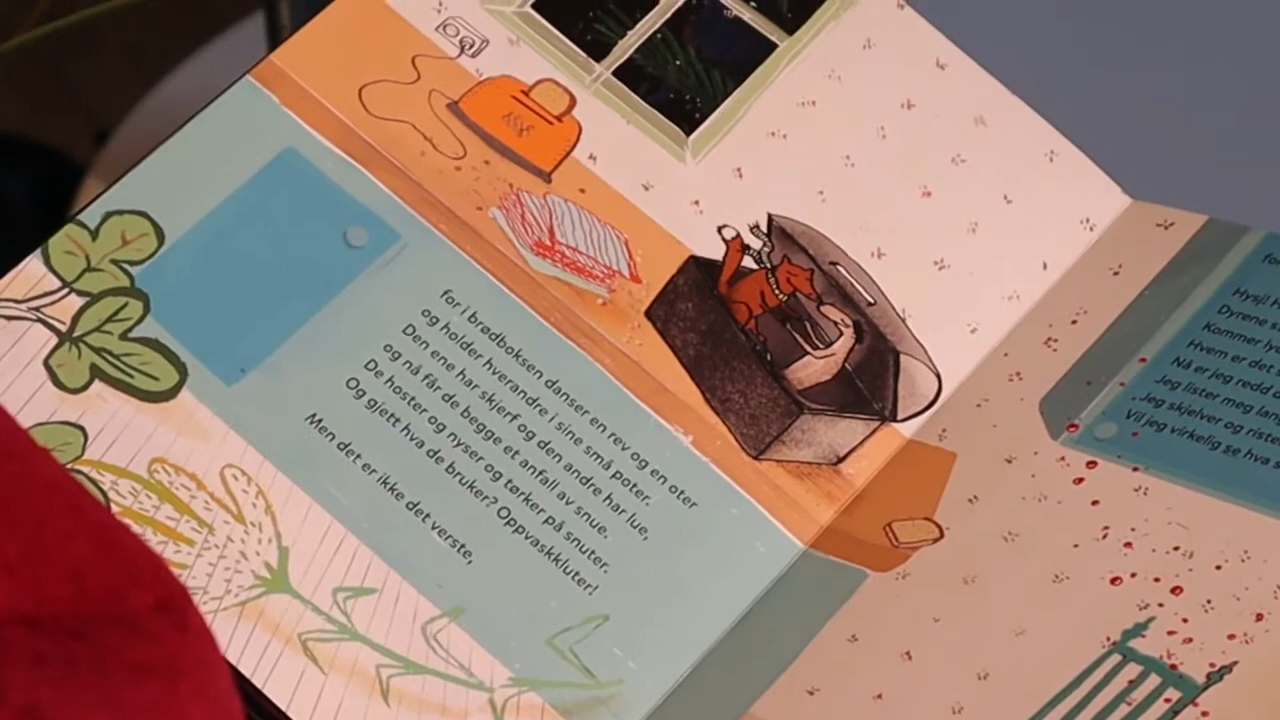 for i brødboksen danser en rev og en oter
og holder hverandre i sine små poter.
Den ene har skjerf og den andre har lue,
og nå får de begge et anfall av snue.
De hoster og nyser og tørker på snuter.
Og gjett hva de bruker? Oppvaskkluter!
Men det er ikke det verste,
Hysj!
Dyrene
Kommer
Hvem er det
Nå er jeg redd
Jeg lister meg
Jeg skjelver og
Vil jeg virkelig se hva